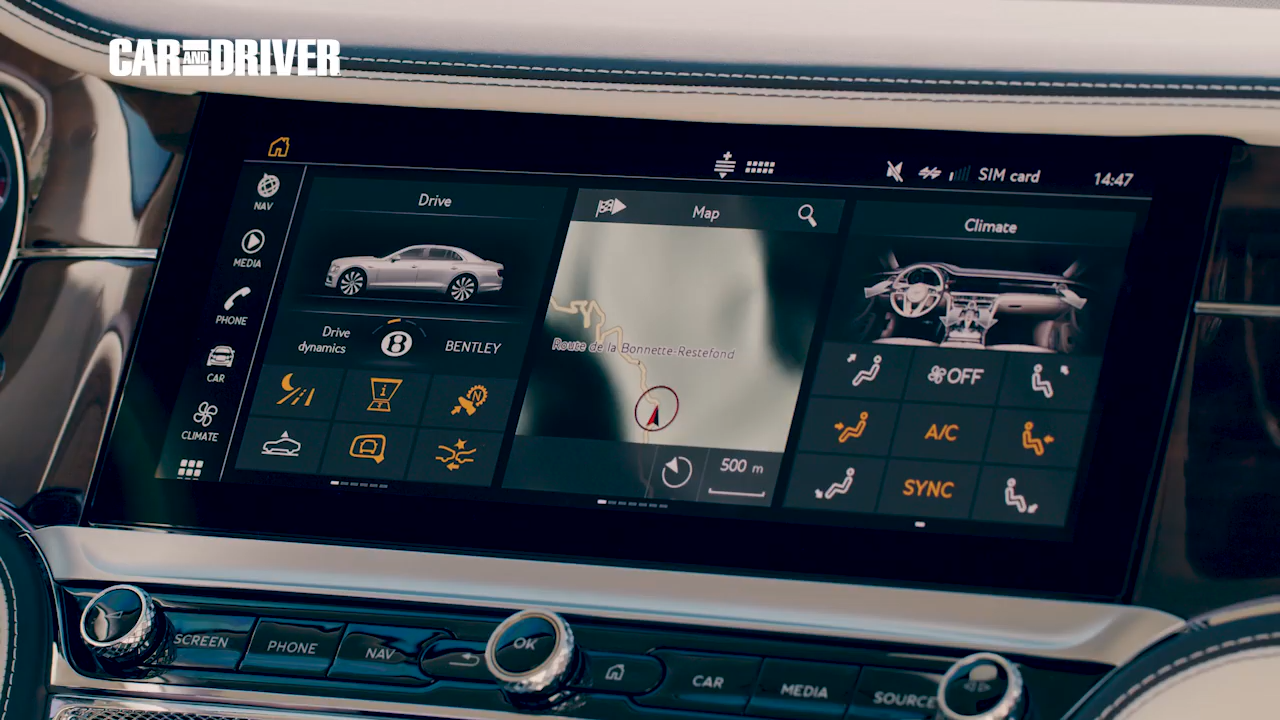 CAR AND DRIVER
SIM card
14:47
NAV
MEDIA
PHONE
CAR
CLIMATE
Drive
Drive
dynamics
B
BENTLEY
Map
Route de la Bonnette-Restefond
500 m
Climate
OFF
A/C
SYNC
SCREEN
PHONE
NAV
OK
CAR
MEDIA
SOURCE